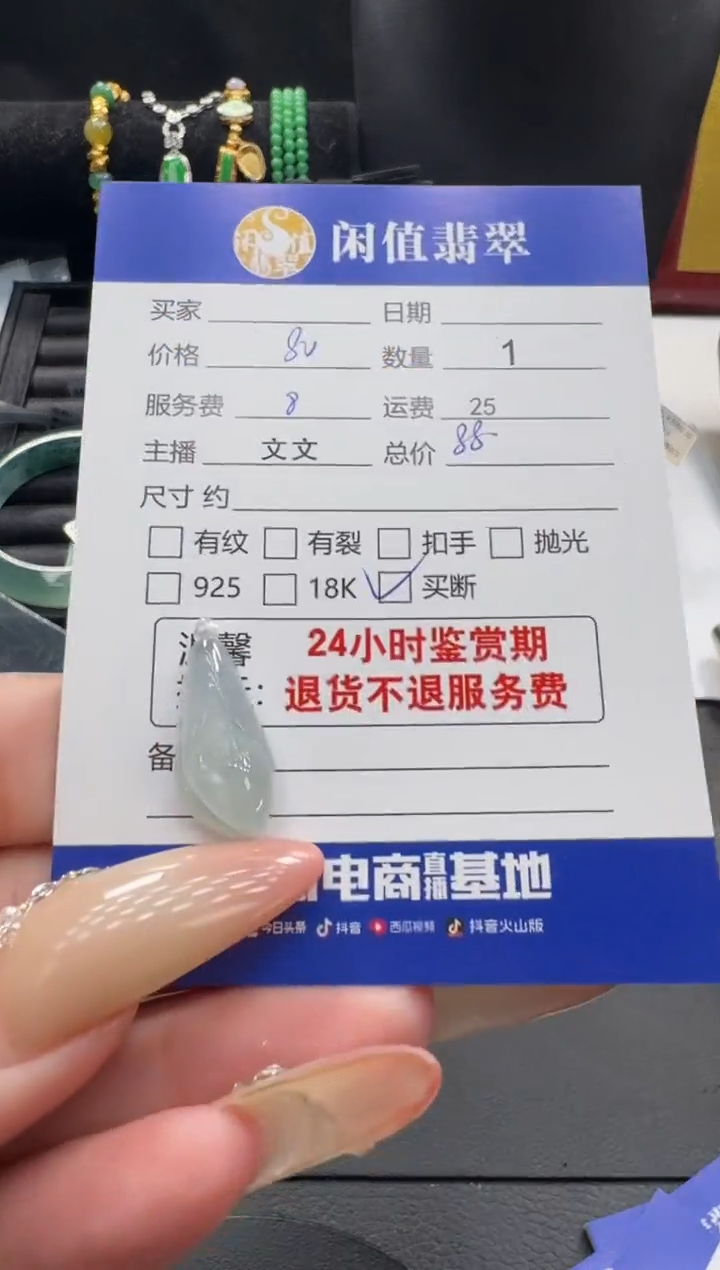 闲值翡翠
买家 日期
价格 80 数量 1
服务费 8 运费 25
主播 文文 总价 88
尺寸 约
有纹 有裂 扣手 抛光
925 18K 买断
馨 24小时鉴赏期
： 退货不退服务费
备
电商直播基地
今日头条 抖音 西瓜视频 抖音火山版